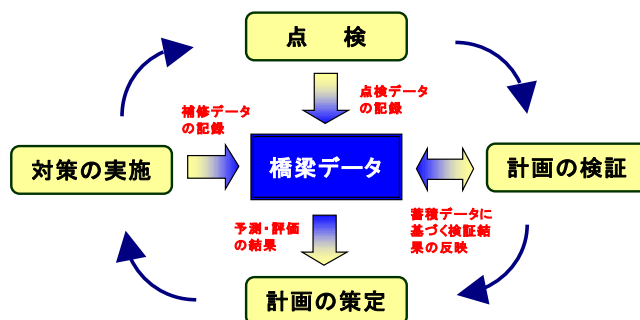 点　検
点検データ
の記録
補修データ
の記録
対策の実施
橋梁データ
計画の検証
予測・評価
の結果
蓄積データに
基づく検証結
果の反映
計画の策定